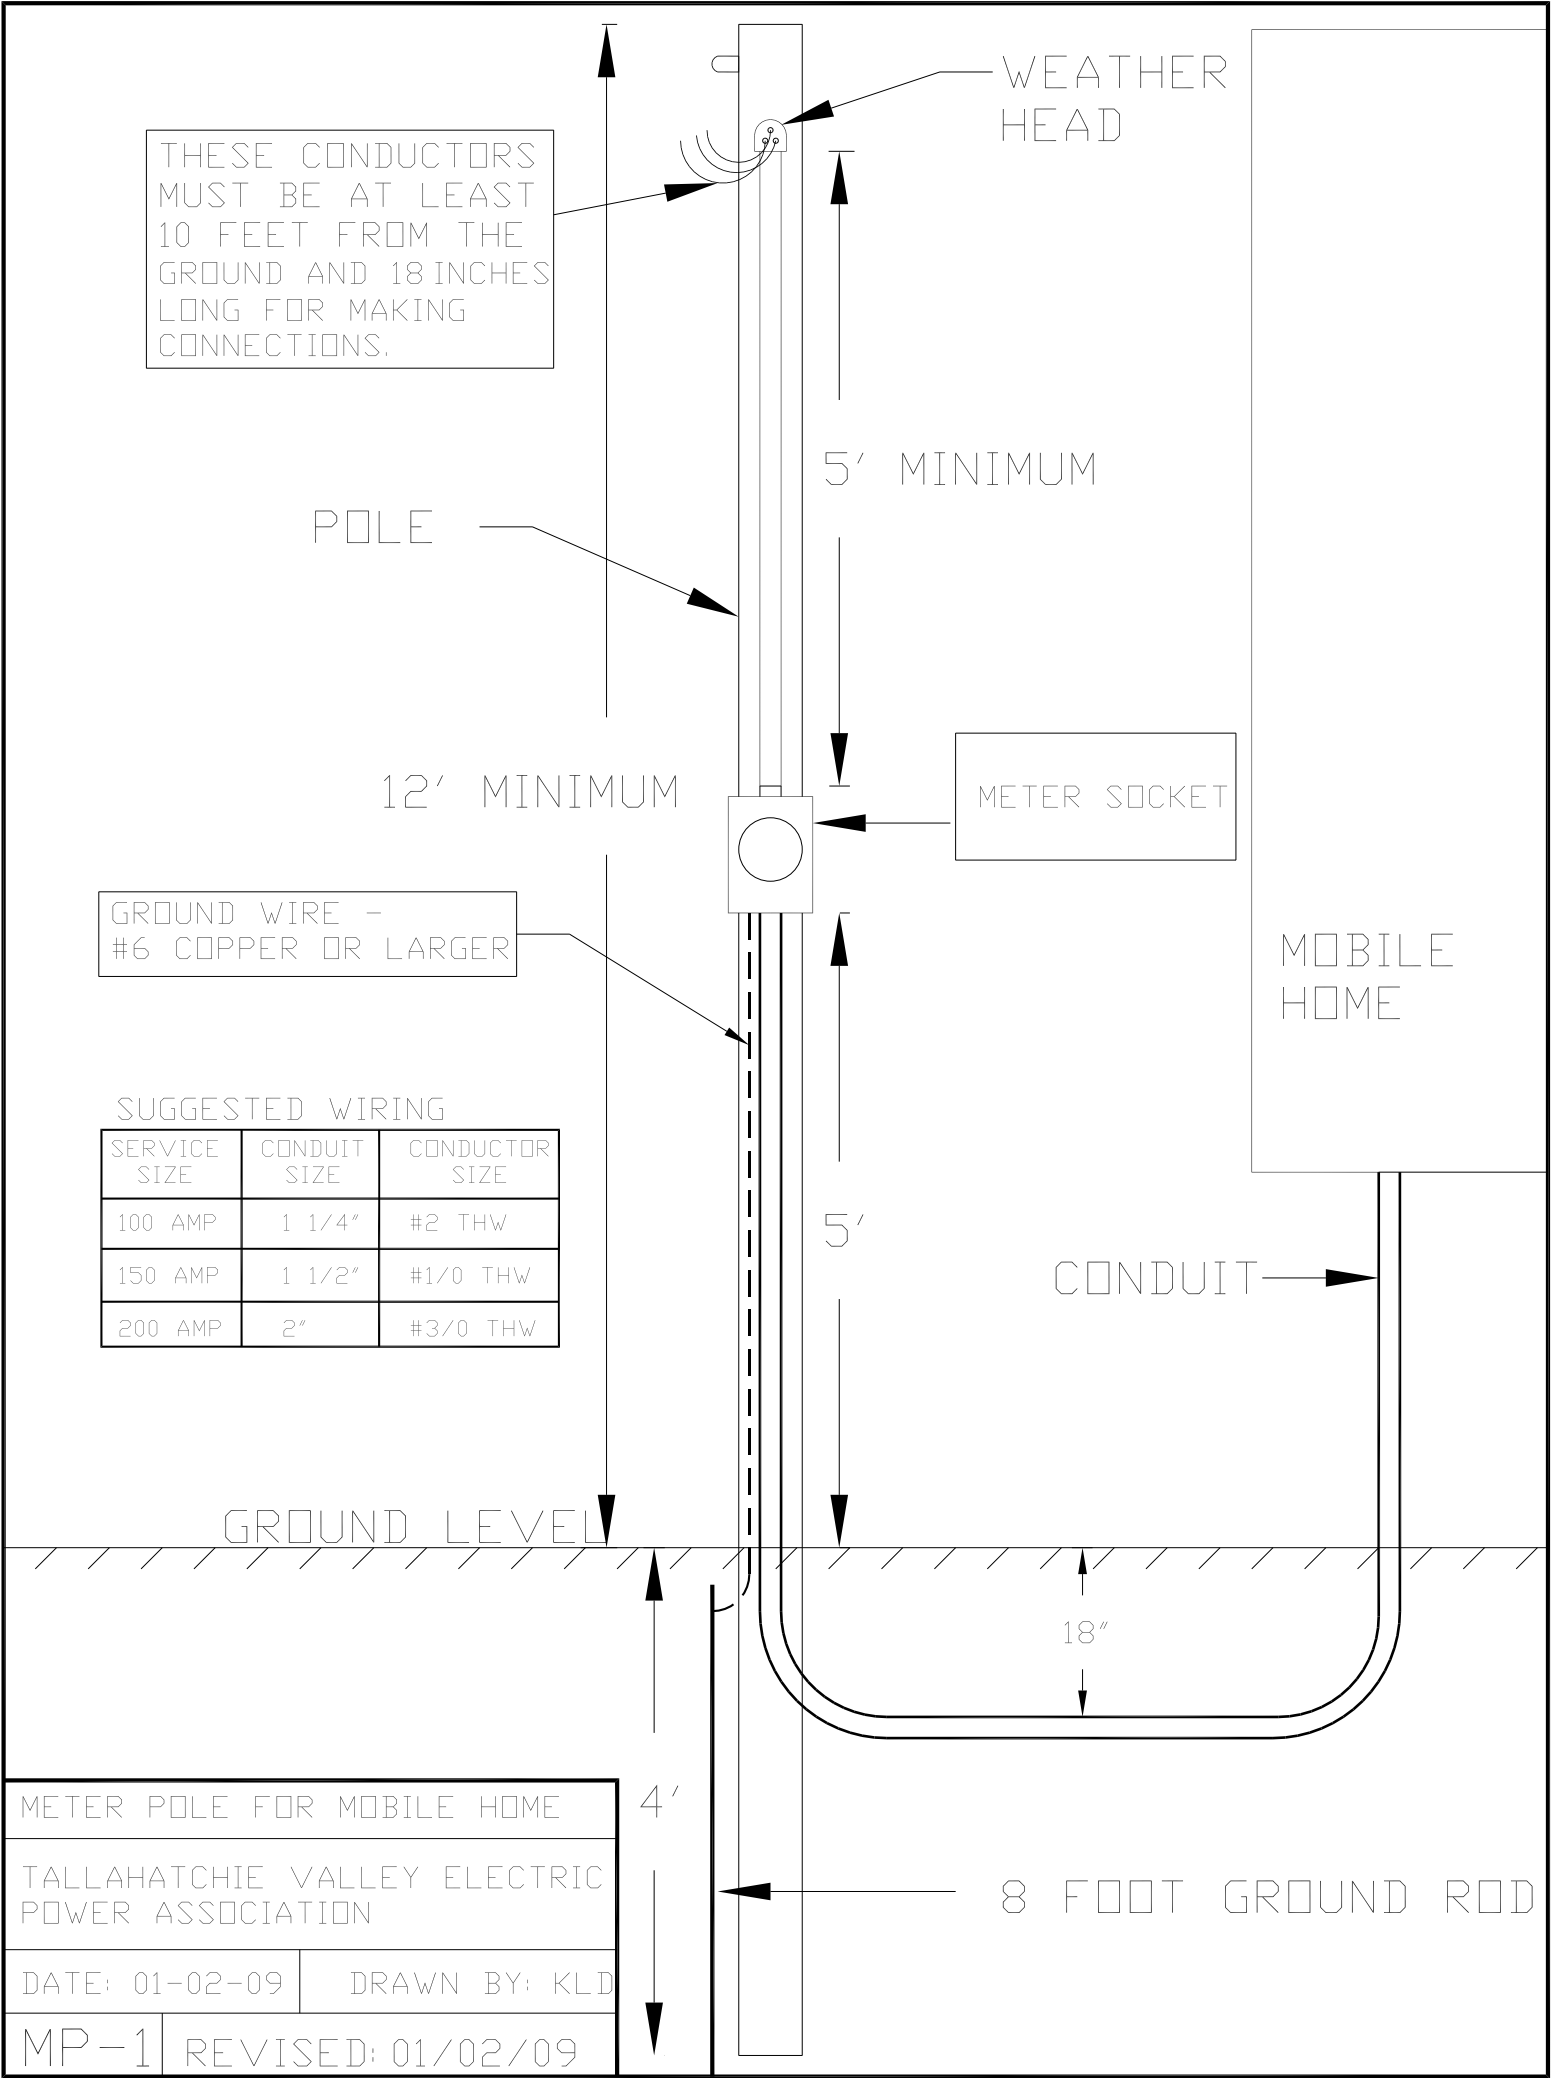 WEATHER
HEAD
THESE CONDUCTORS
MUST BE AT LEAST
10 FEET FROM THE
GROUND AND 18 INCHES
LONG FOR MAKING
CONNECTIONS.
5' MINIMUM
POLE
12' MINIMUM
METER SOCKET
GROUND WIRE -
#6 COPPER OR LARGER
MOBILE
HOME
SUGGESTED WIRING
SERVICE SIZE CONDUIT SIZE CONDUCTOR SIZE
100 AMP 1 1/4" #2 THW
150 AMP 1 1/2" #1/0 THW
200 AMP 2" #3/0 THW
5'
CONDUIT
GROUND LEVEL
18"
4'
8 FOOT GROUND ROD
METER POLE FOR MOBILE HOME
TALLAHATCHIE VALLEY ELECTRIC
POWER ASSOCIATION
DATE: 01-02-09 DRAWN BY: KLD
MP-1 REVISED: 01/02/09